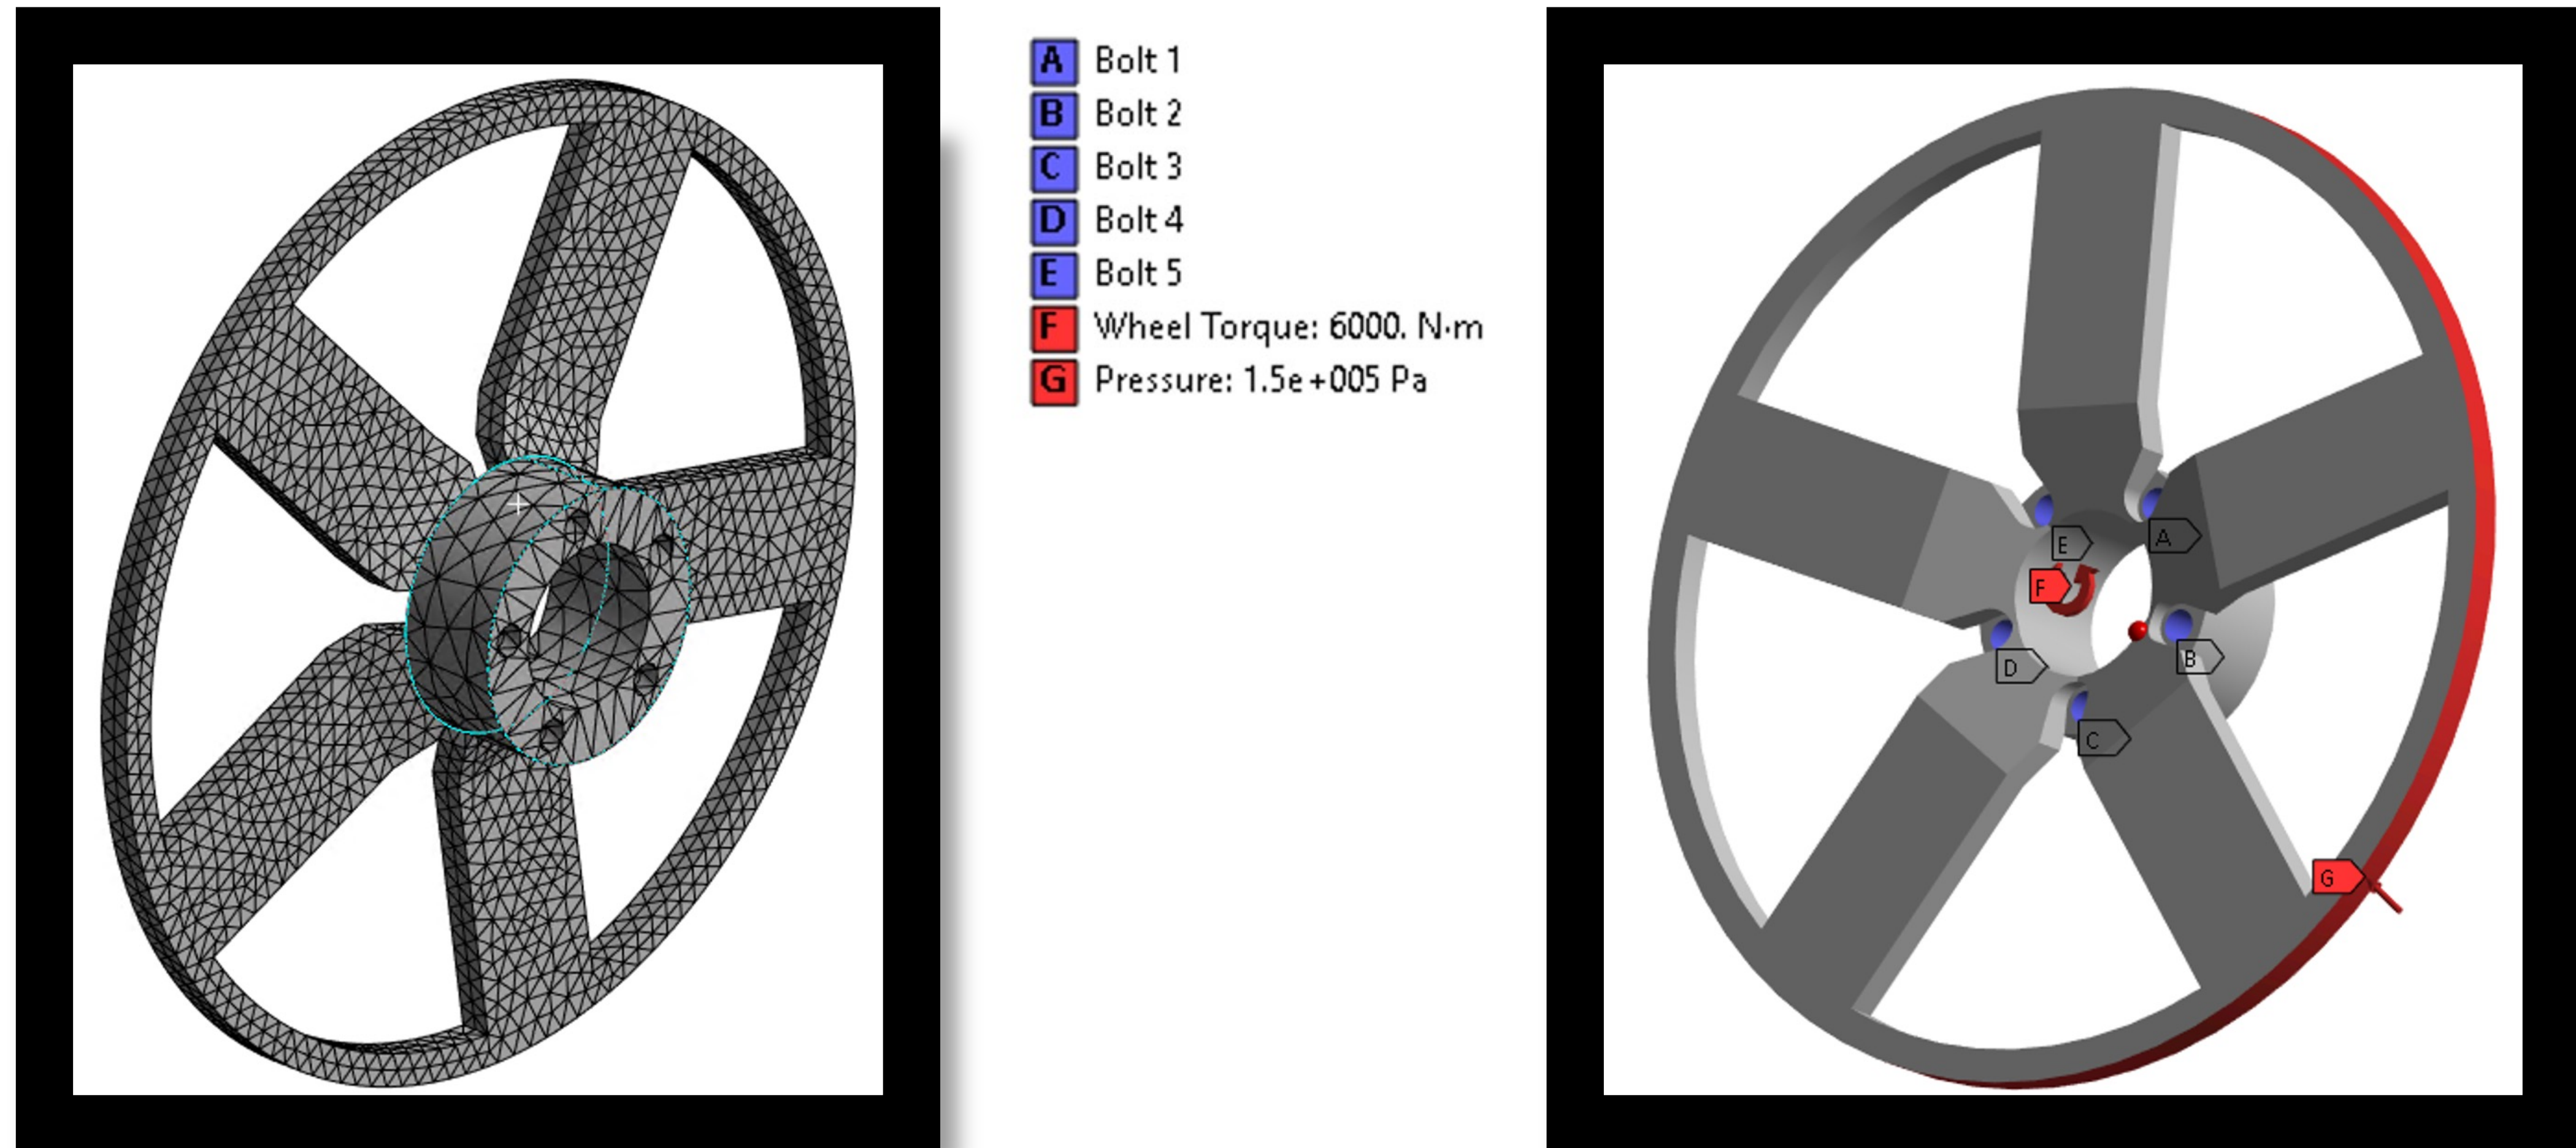 A Bolt 1
B Bolt 2
C Bolt 3
D Bolt 4
E Bolt 5
F Wheel Torque: 6000. N·m
G Pressure: 1.5e+005 Pa
E
A
F
D
B
C
G